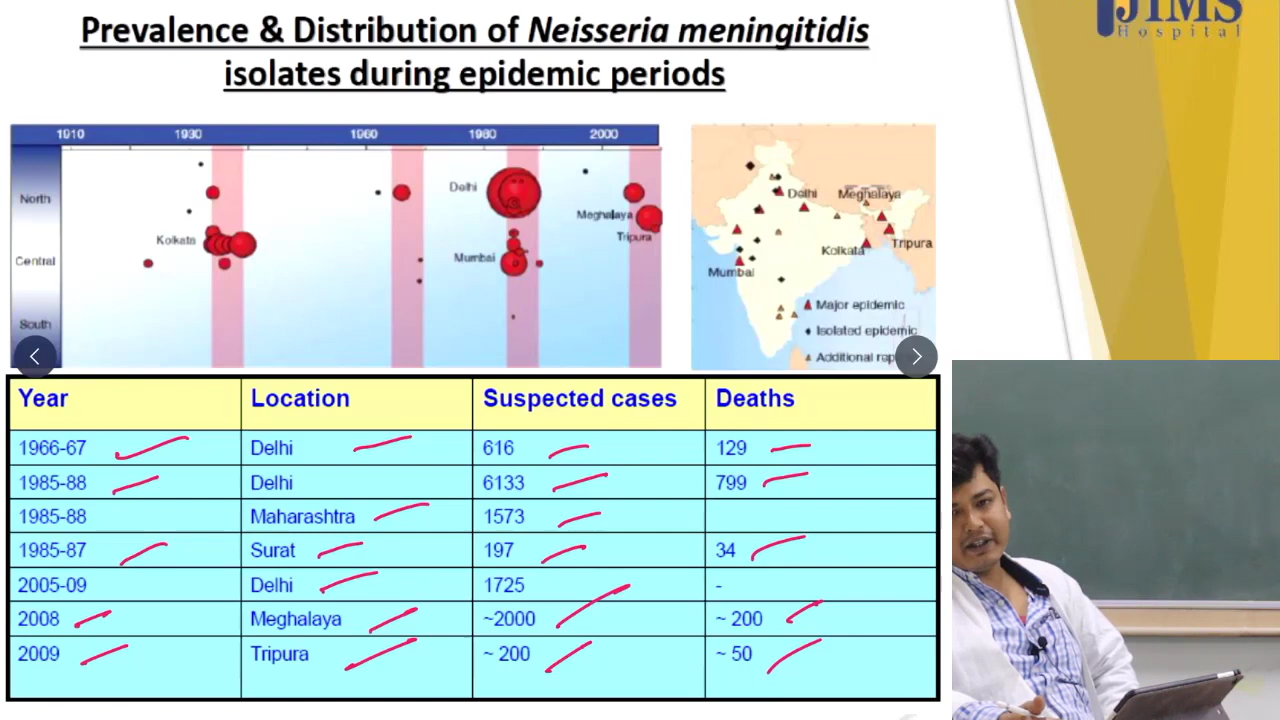 Prevalence & Distribution of Neisseria meningitidis
isolates during epidemic periods
JIMS
Hospital
1910 1930 1960 1980 2000
North
Central
South
Kolkata
Delhi
Mumbai
Meghalaya
Tripura
Delhi
Meghalaya
Kolkata
Tripura
Mumbai
Major epidemic
Isolated epidemic
Additional
Year Location Suspected cases Deaths
1966-67 Delhi 616 129
1985-88 Delhi 6133 799
1985-88 Maharashtra 1573
1985-87 Surat 197 34
2005-09 Delhi 1725 -
2008 Meghalaya ~2000 ~ 200
2009 Tripura ~ 200 ~ 50